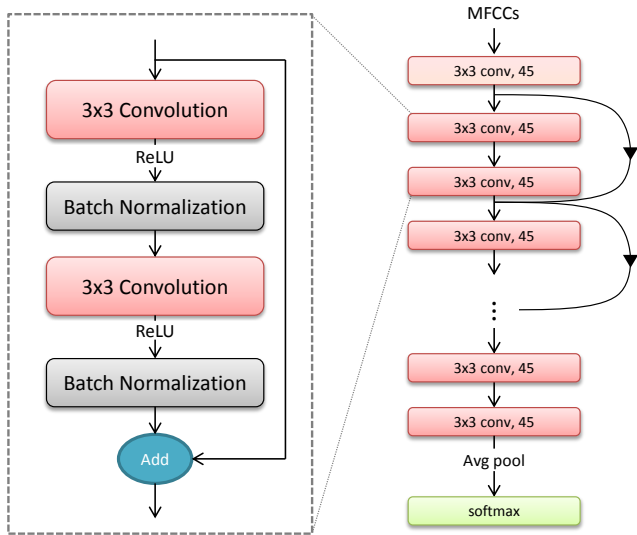 3x3 Convolution
ReLU
Batch Normalization
3x3 Convolution
ReLU
Batch Normalization
Add
MFCCs
3x3 conv, 45
3x3 conv, 45
3x3 conv, 45
3x3 conv, 45
⋮
3x3 conv, 45
3x3 conv, 45
Avg pool
softmax